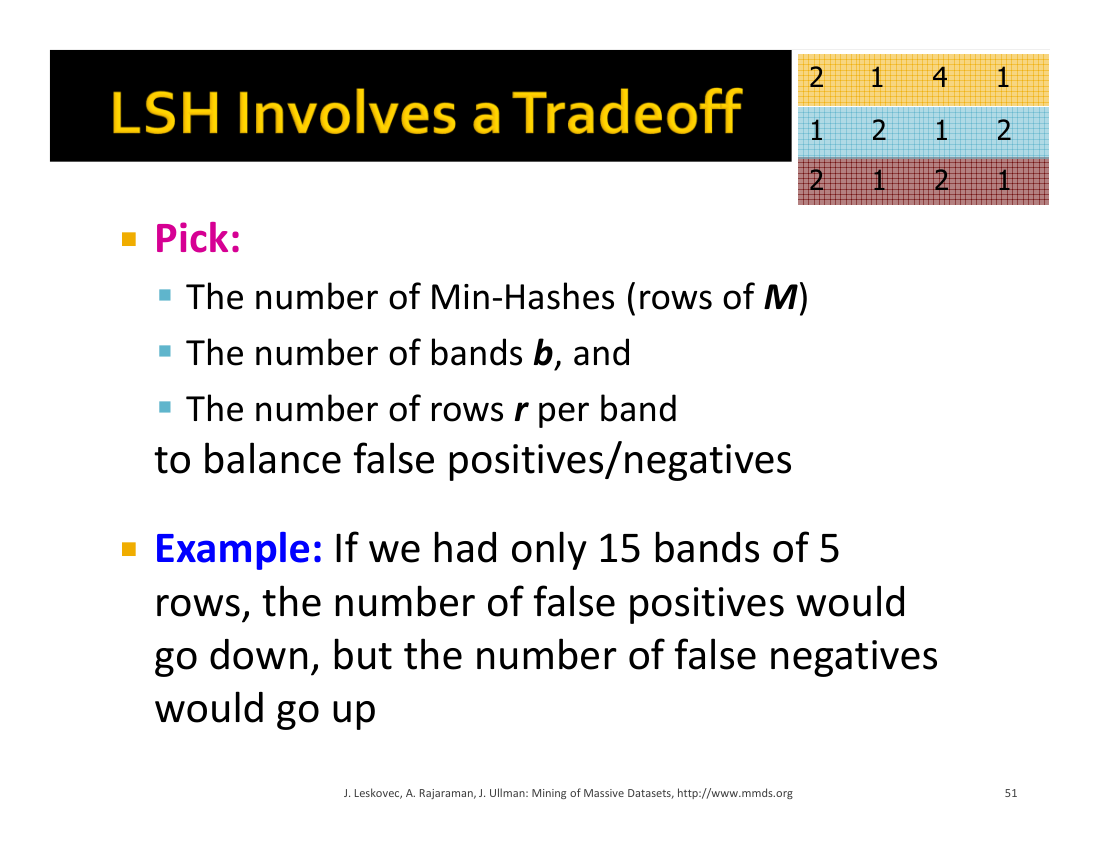 LSH Involves a Tradeoff
2 1 4 1
1 2 1 2
2 1 2 1
Pick:
The number of Min-Hashes (rows of M)
The number of bands b, and
The number of rows r per band
to balance false positives/negatives
Example: If we had only 15 bands of 5
rows, the number of false positives would
go down, but the number of false negatives
would go up
J. Leskovec, A. Rajaraman, J. Ullman: Mining of Massive Datasets, http://www.mmds.org
51